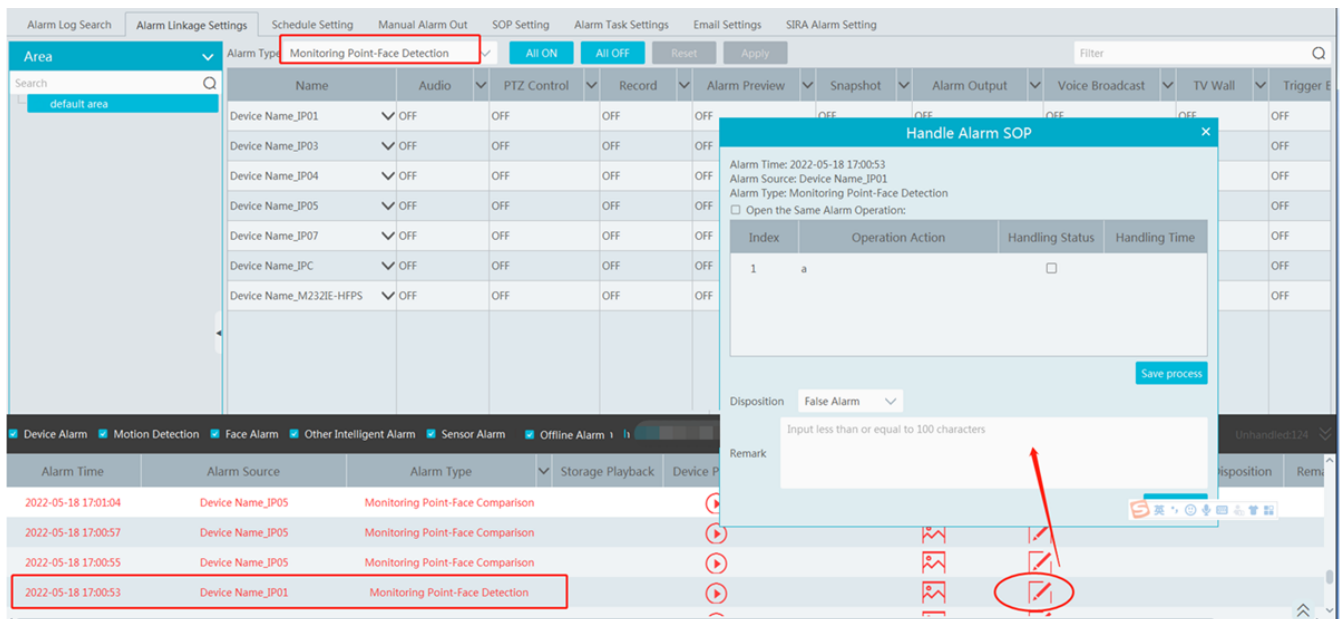 Alarm Log Search Alarm Linkage Settings Schedule Setting Manual Alarm Out SOP Setting Alarm Task Settings Email Settings SIRA Alarm Setting
Area
Search
default area
Alarm Type Monitoring Point-Face Detection All ON All OFF Reset Apply Filter
Name Audio PTZ Control Record Alarm Preview Snapshot Alarm Output Voice Broadcast TV Wall Trigger E
Device Name_IP01 OFF OFF OFF OFF OFF OFF OFF OFF OFF
Device Name_IP03 OFF OFF OFF OFF OFF
Device Name_IP04 OFF OFF OFF OFF OFF
Device Name_IP05 OFF OFF OFF OFF OFF
Device Name_IP07 OFF OFF OFF OFF OFF
Device Name_IPC OFF OFF OFF OFF OFF
Device Name_M232IE-HFPS OFF OFF OFF OFF OFF
Handle Alarm SOP
Alarm Time: 2022-05-18 17:00:53
Alarm Source: Device Name_IP01
Alarm Type: Monitoring Point-Face Detection
Open the Same Alarm Operation:
Index Operation Action Handling Status Handling Time
1 a
Save process
Disposition False Alarm
Remark Input less than or equal to 100 characters
英
Device Alarm Motion Detection Face Alarm Other Intelligent Alarm Sensor Alarm Offline Alarm Unhandled:124
Alarm Time Alarm Source Alarm Type Storage Playback Device P Disposition Rema
2022-05-18 17:01:04 Device Name_IP05 Monitoring Point-Face Comparison
2022-05-18 17:00:57 Device Name_IP05 Monitoring Point-Face Comparison
2022-05-18 17:00:55 Device Name_IP05 Monitoring Point-Face Comparison
2022-05-18 17:00:53 Device Name_IP01 Monitoring Point-Face Detection